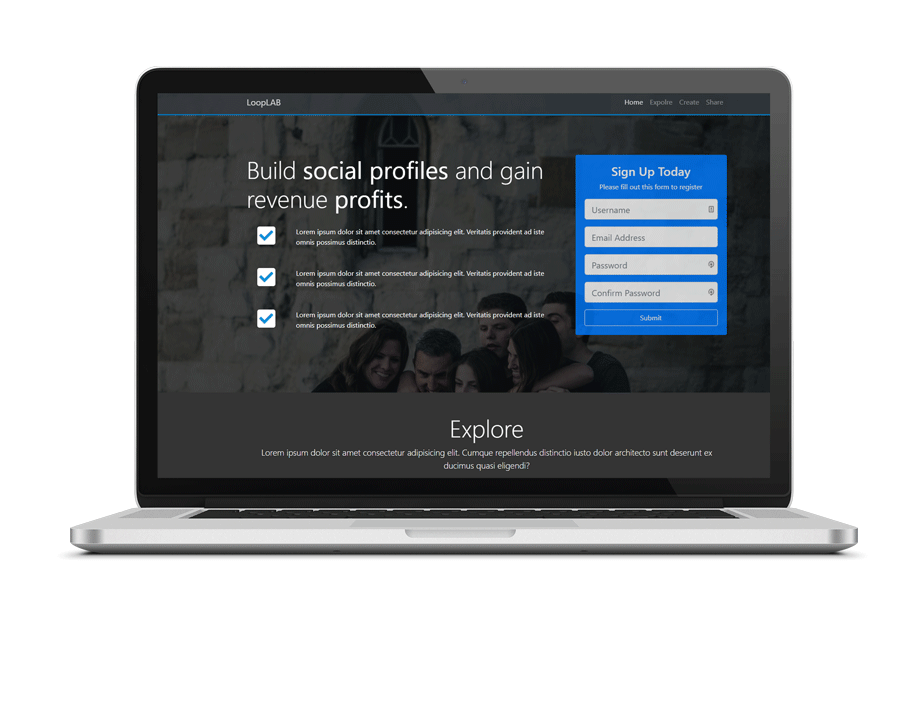 LoopLAB
Home Expolre Create Share
Build social profiles and gain
revenue profits.
Lorem ipsum dolor sit amet consectetur adipisicing elit. Veritatis provident ad iste
omnis possimus distinctio.
Lorem ipsum dolor sit amet consectetur adipisicing elit. Veritatis provident ad iste
omnis possimus distinctio.
Lorem ipsum dolor sit amet consectetur adipisicing elit. Veritatis provident ad iste
omnis possimus distinctio.
Sign Up Today
Please fill out this form to register
Username
Email Address
Password
Confirm Password
Submit
Explore
Lorem ipsum dolor sit amet consectetur adipisicing elit. Cumque repellendus distinctio iusto dolor architecto sunt deserunt ex
ducimus quasi eligendi?